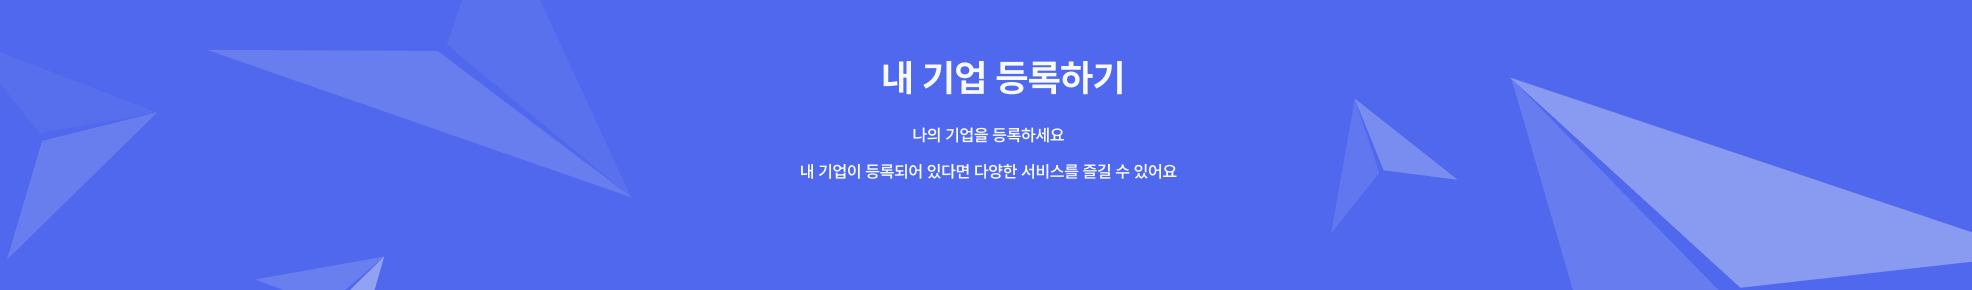 내 기업 등록하기
나의 기업을 등록하세요
내 기업이 등록되어 있다면 다양한 서비스를 즐길 수 있어요